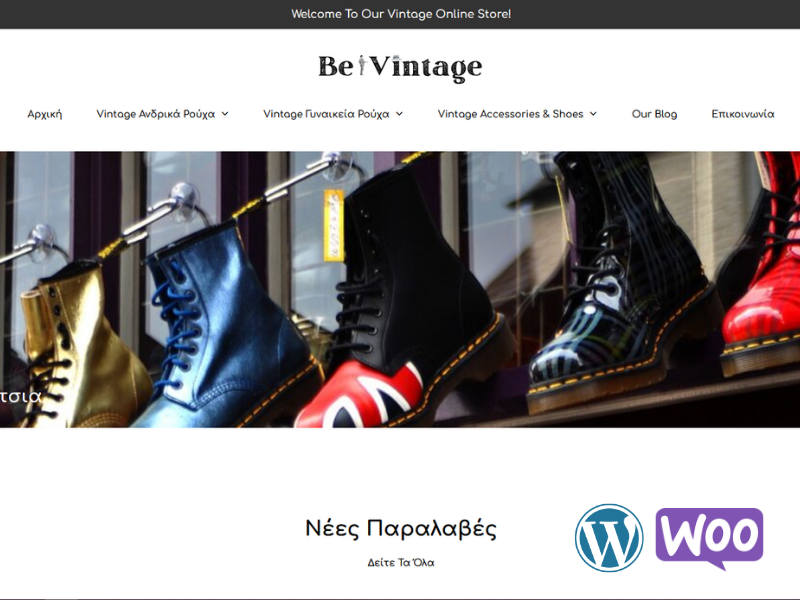 Welcome To Our Vintage Online Store!
Be Vintage
Αρχική Vintage Ανδρικά Ρούχα Vintage Γυναικεία Ρούχα Vintage Accessories & Shoes Our Blog Επικοινωνία
τσια
Νέες Παραλαβές
Δείτε Τα Όλα
W
WOO